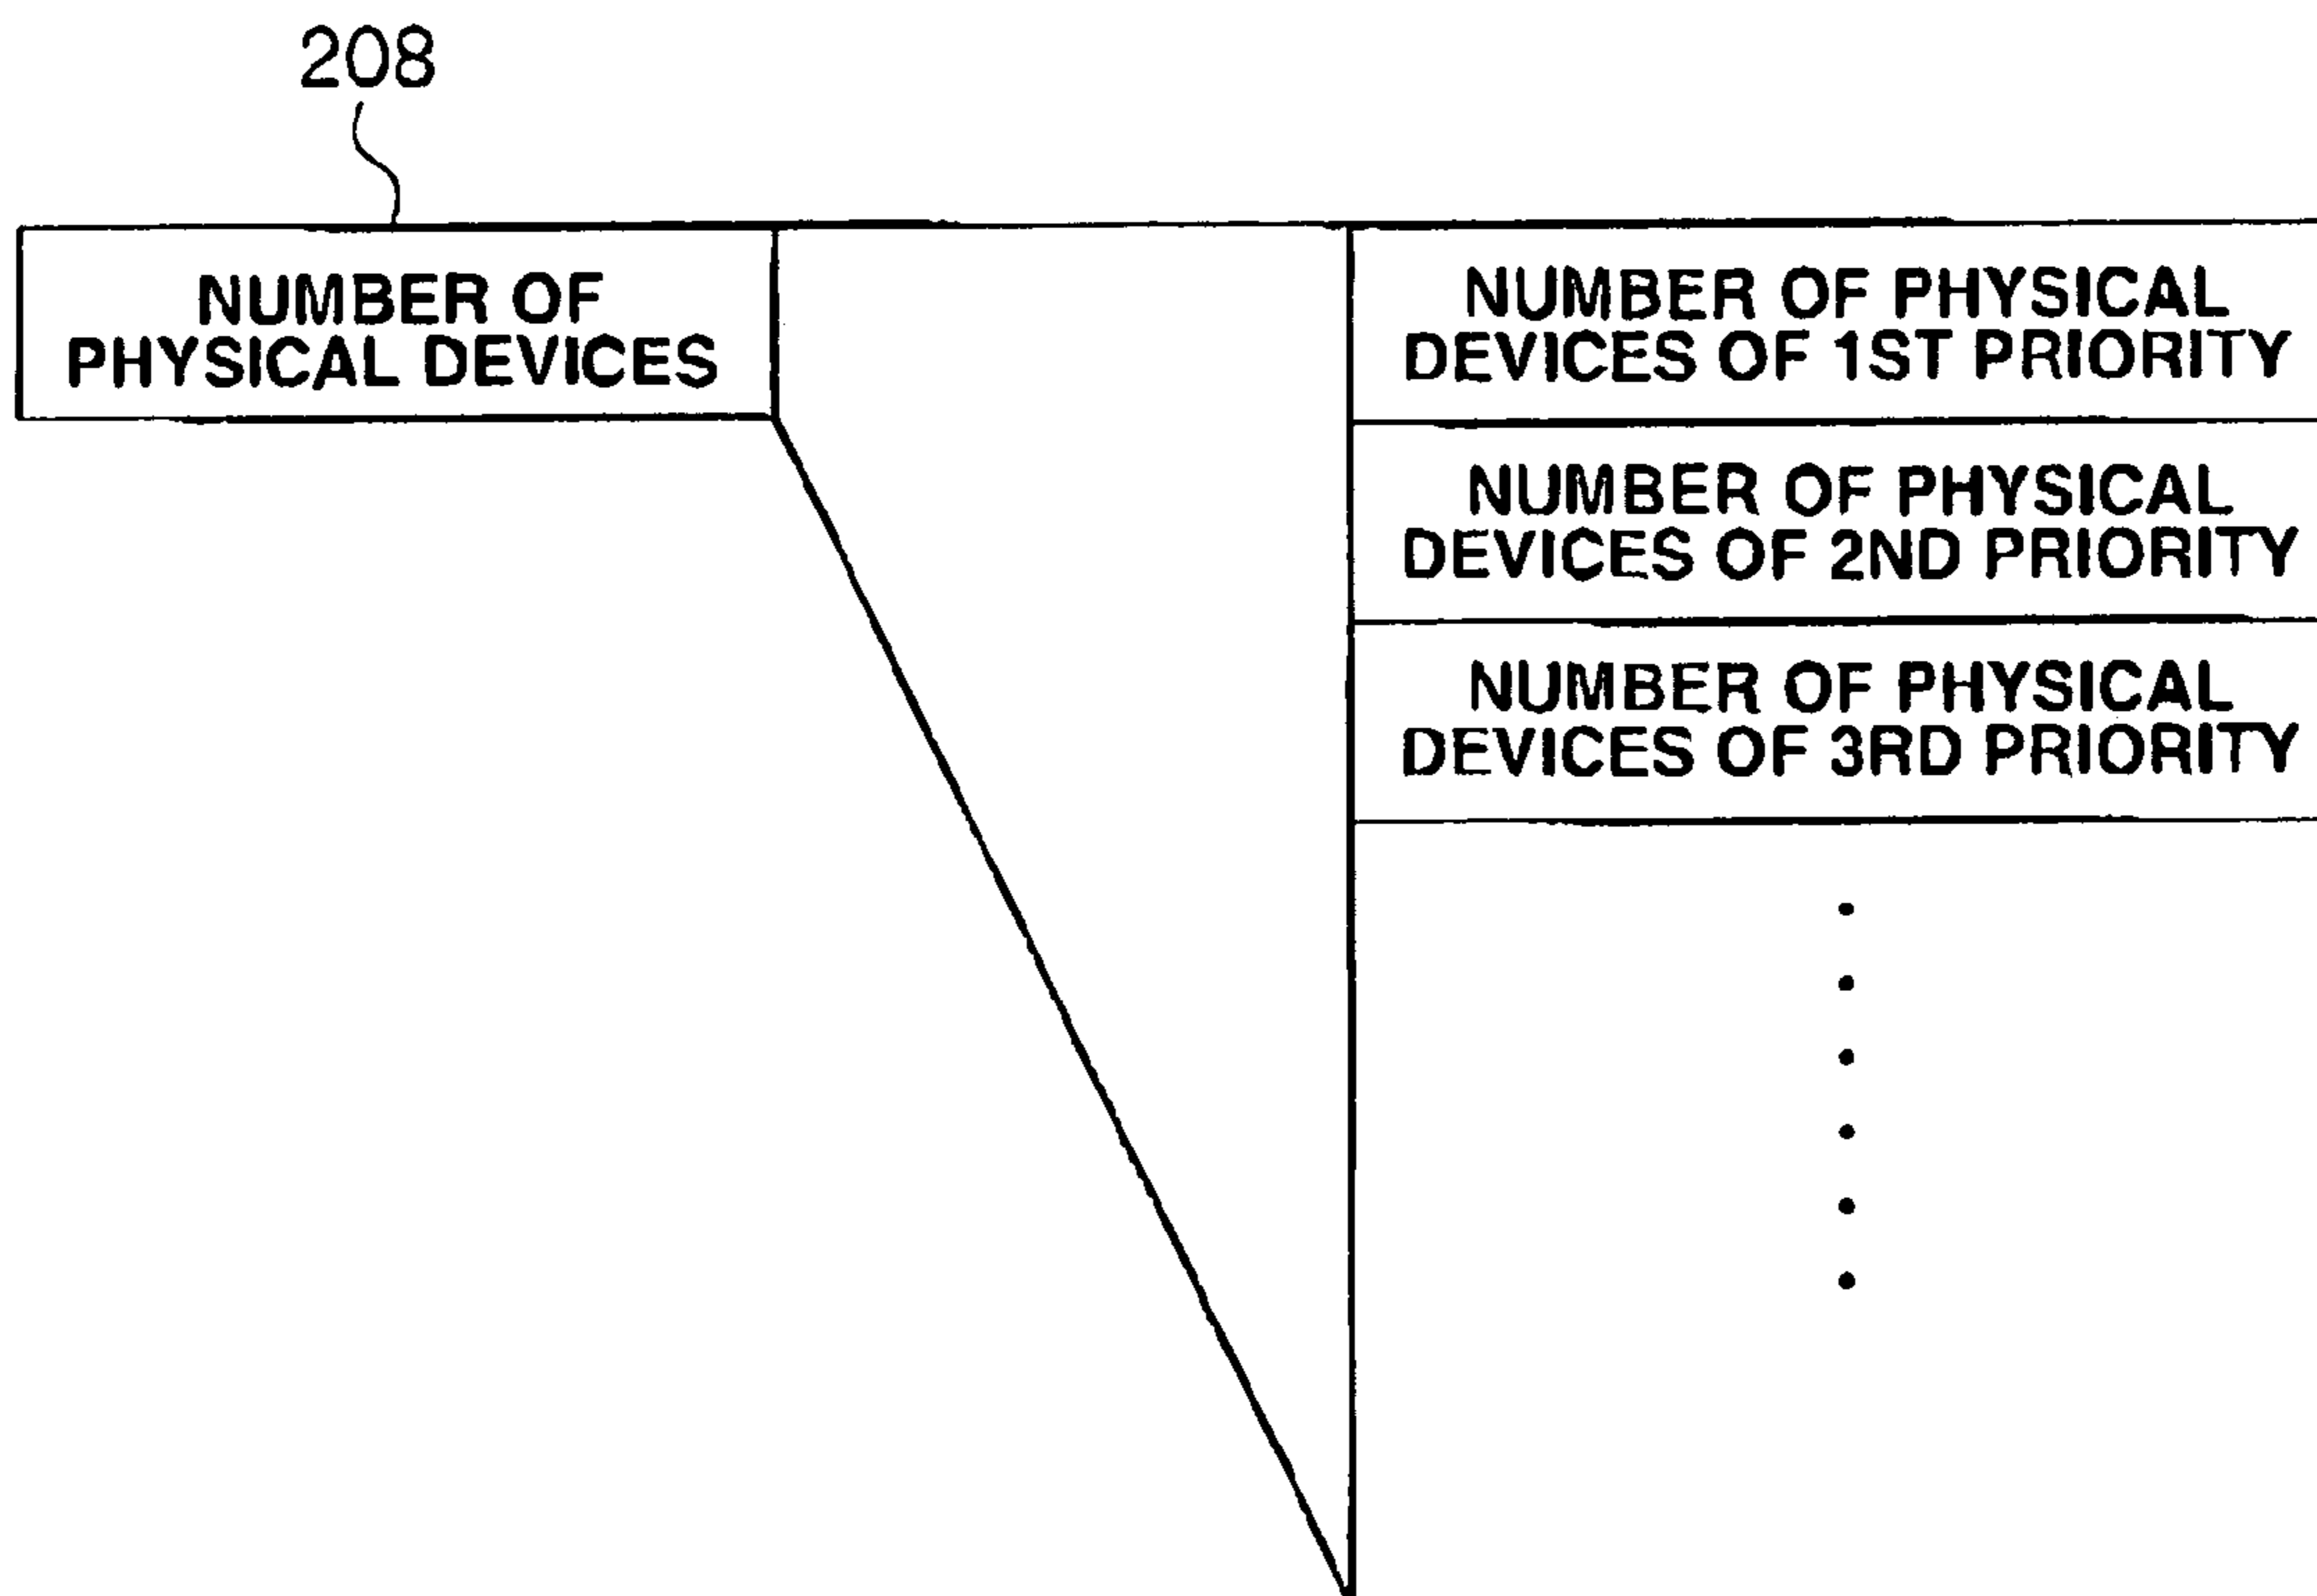 208
NUMBER OF
PHYSICAL DEVICES
NUMBER OF PHYSICAL
DEVICES OF 1ST PRIORITY
NUMBER OF PHYSICAL
DEVICES OF 2ND PRIORITY
NUMBER OF PHYSICAL
DEVICES OF 3RD PRIORITY